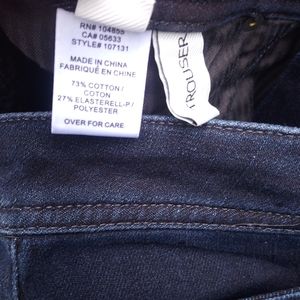 RN# 104855
CA# 05633
STYLE# 107131
MADE IN CHINA
FABRIQUÉ EN CHINE
73% COTTON /
COTON
27% ELASTERELL-P /
POLYESTER
OVER FOR CARE
TROUSER